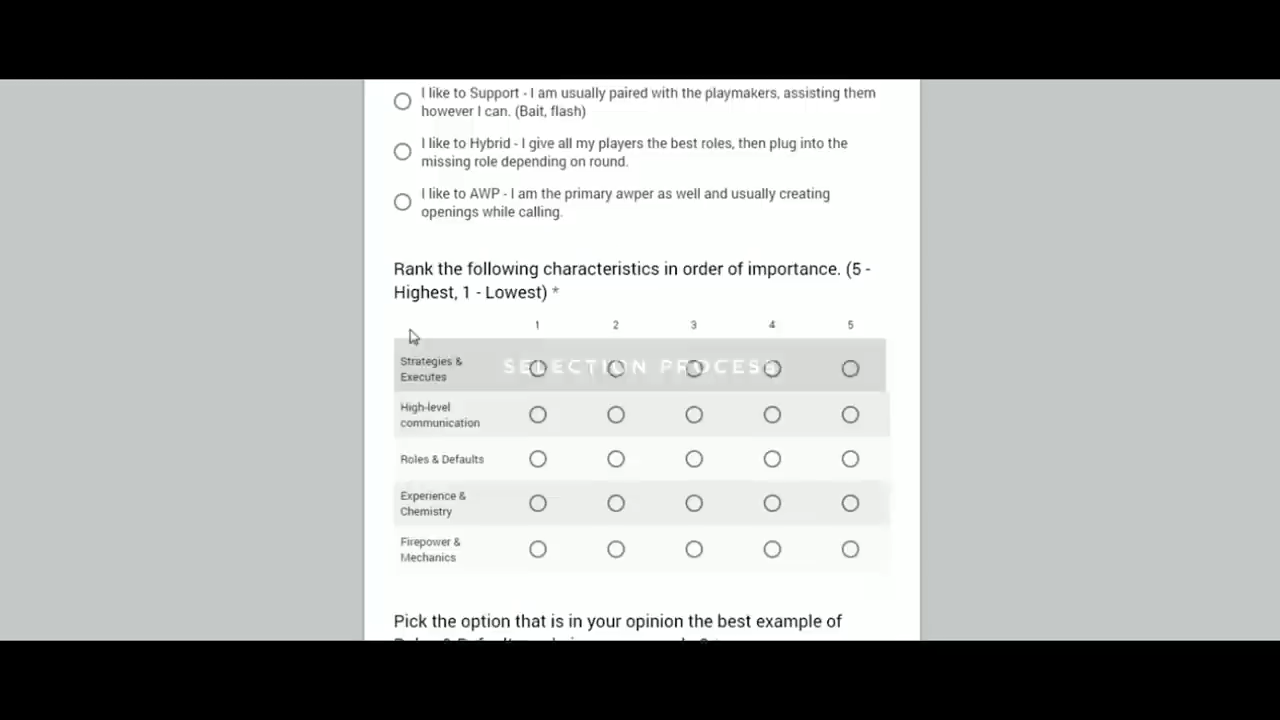 I like to Support - I am usually paired with the playmakers, assisting them
however I can. (Bait, flash)
I like to Hybrid - I give all my players the best roles, then plug into the
missing role depending on round.
I like to AWP - I am the primary awper as well and usually creating
openings while calling.
Rank the following characteristics in order of importance. (5 -
Highest, 1 - Lowest) *
1 2 3 4 5
Strategies &
Executes
SELECTION PROCESS
High-level
communication
Roles & Defaults
Experience &
Chemistry
Firepower &
Mechanics
Pick the option that is in your opinion the best example of